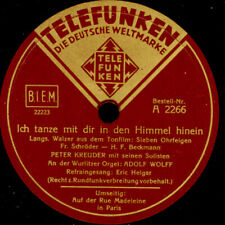 TELEFUNKEN
DIE DEUTSCHE WELTMARKE
TELE
FUN
KEN
B.I.E.M
22223
Bestell-Nr.
A 2266
Ich tanze mit dir in den Himmel hinein
Langs. Walzer aus dem Tonfilm: Sieben Ohrfeigen
Fr. Schröder — H. F. Beckmann
PETER KREUDER mit seinen Solisten
An der Wurlitzer Orgel: ADOLF WOLFF
Refraingesang: Eric Helgar
(Rechts.Rundfunkverbreitung vorbehalt.)
Umseitig:
Auf der Rue Madeleine
in Paris